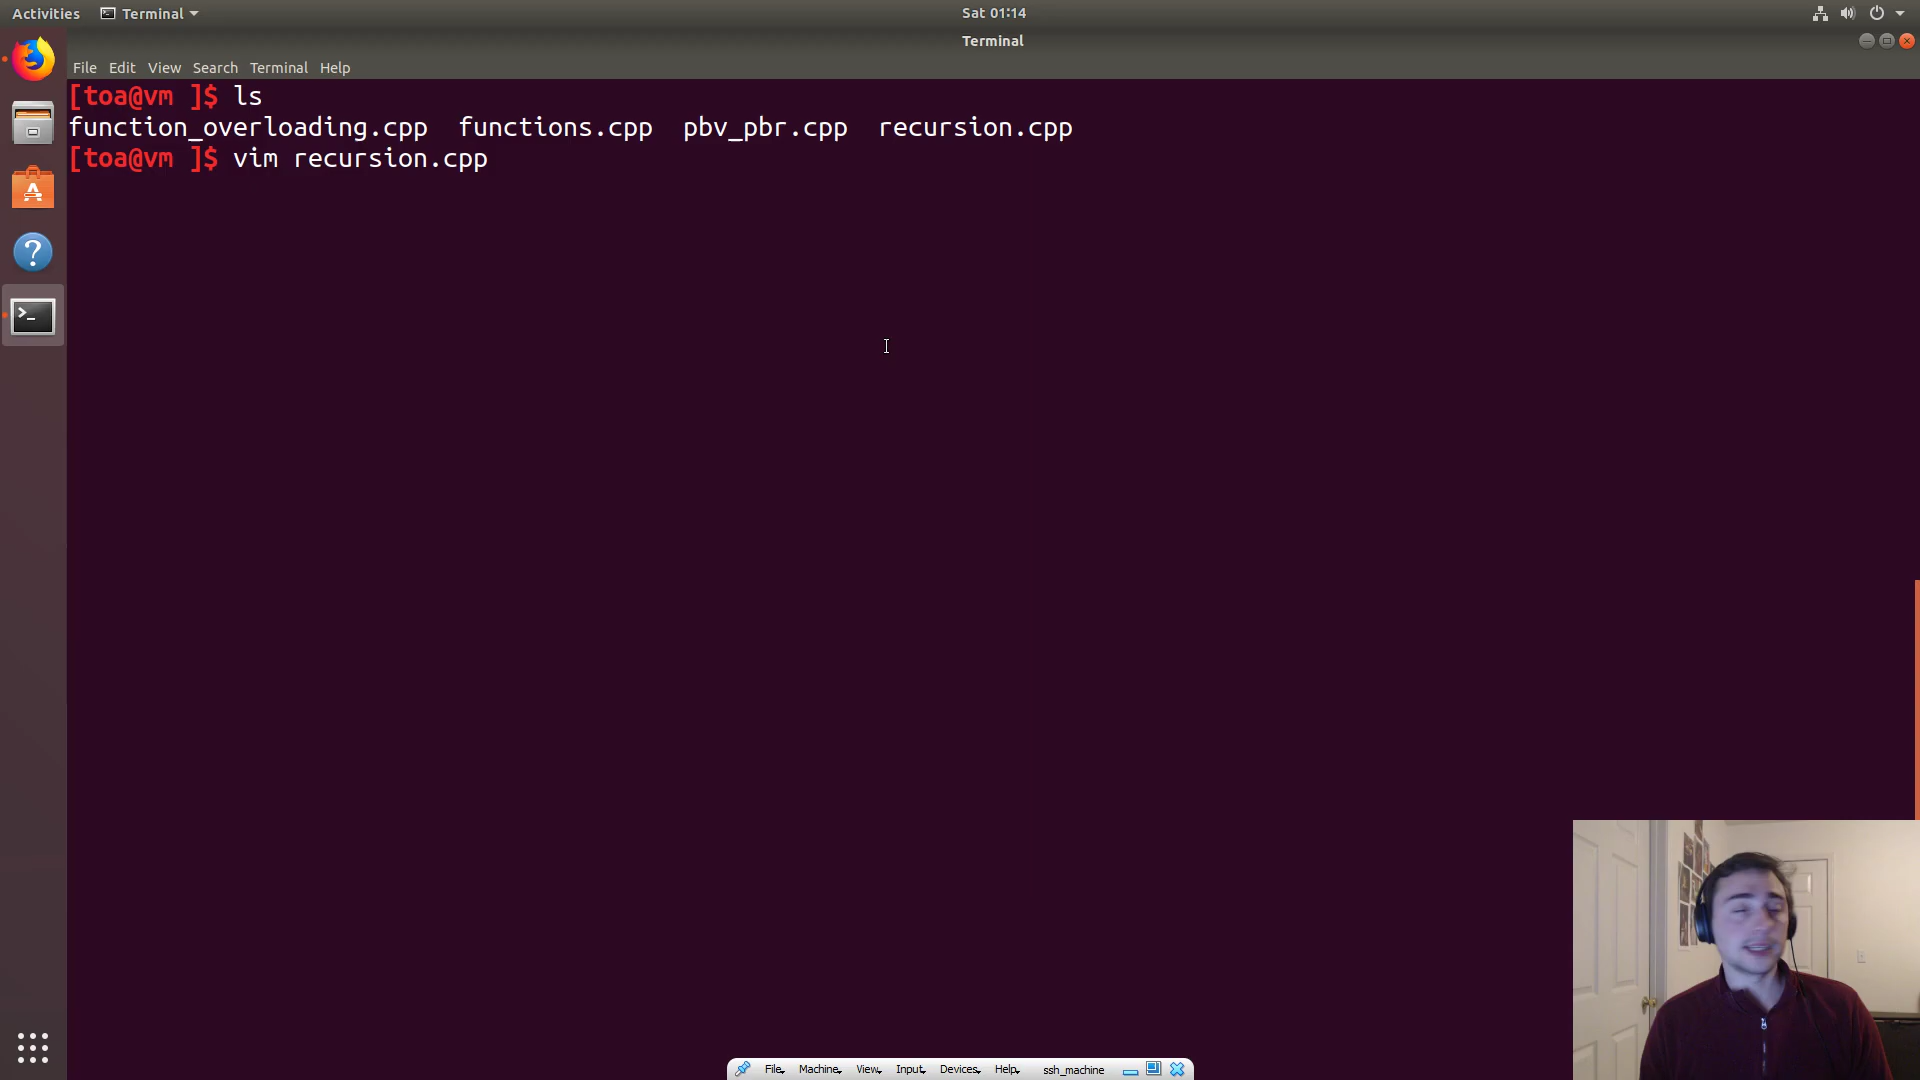 Activities
Terminal
Sat 01:14
Terminal
File Edit View Search Terminal Help
[toa@vm ]$ ls
function_overloading.cpp functions.cpp pbv_pbr.cpp recursion.cpp
[toa@vm ]$ vim recursion.cpp
File Machine View Input Devices Help ssh_machine